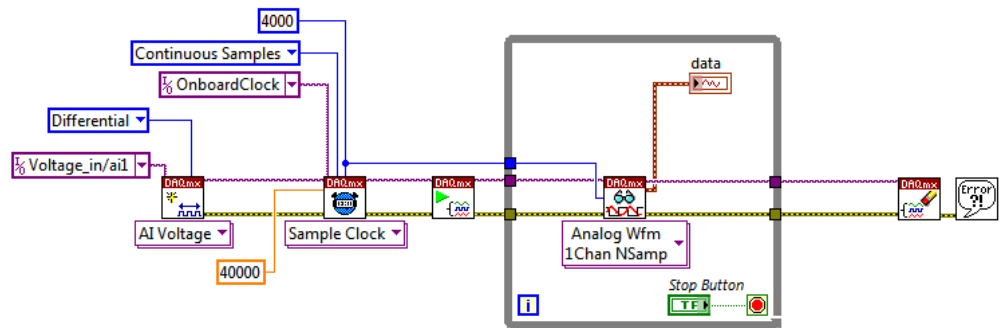 4000
Continuous Samples
I/O OnboardClock
Differential
I/O Voltage_in/ai1
DAQmx
DAQmx
DAQmx
DAQmx
DAQmx
Error
?!
AI Voltage
Sample Clock
40000
data
Analog Wfm
1Chan NSamp
Stop Button
TF
i